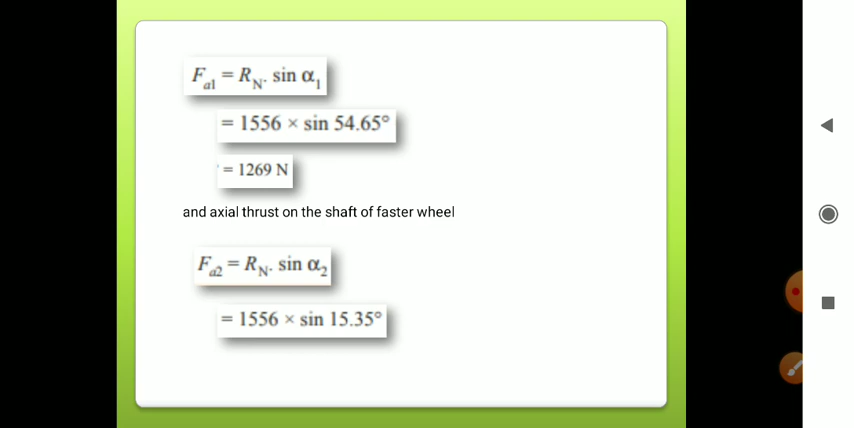 F_a1 = R_N. sin α_1
= 1556 × sin 54.65°
= 1269 N
and axial thrust on the shaft of faster wheel
F_a2 = R_N. sin α_2
= 1556 × sin 15.35°